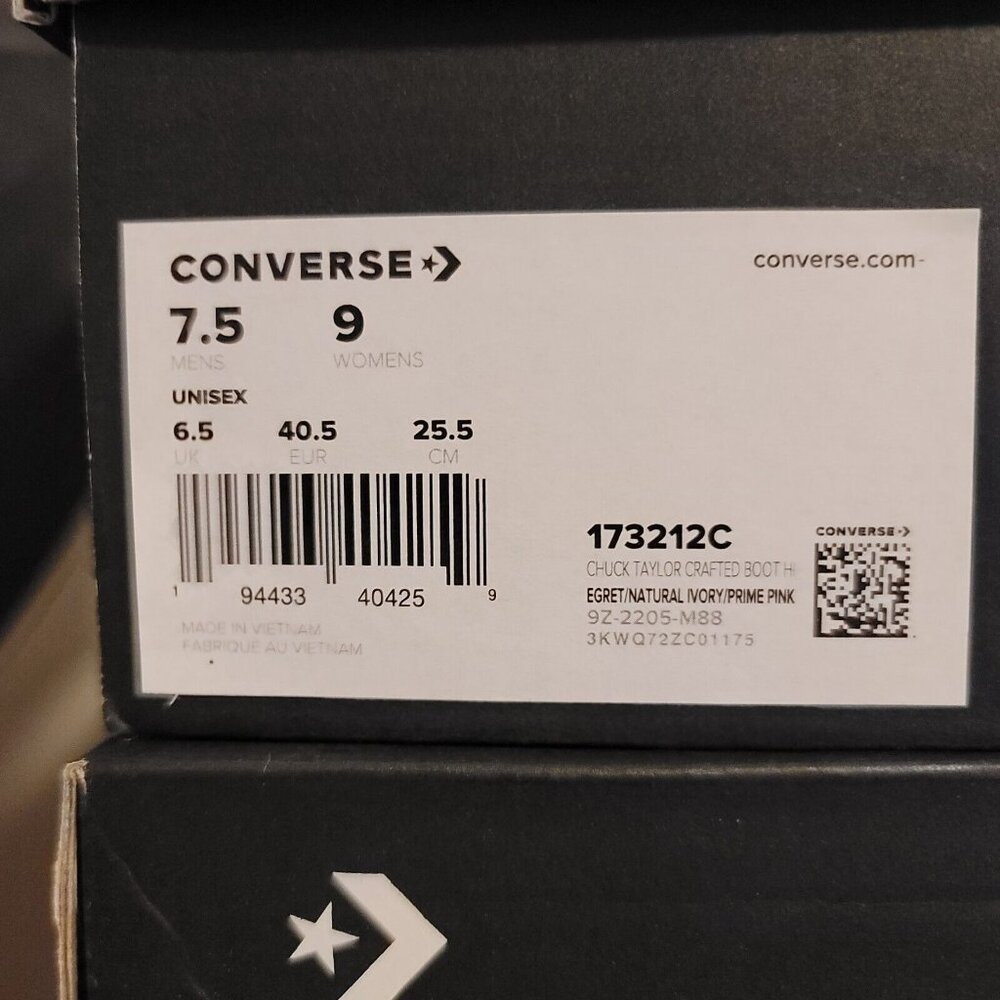 CONVERSE
converse.com
7.5 9
MENS WOMENS
UNISEX
6.5 40.5 25.5
UK EUR CM
1 94433 40425 9
MADE IN VIETNAM
FABRIQUE AU VIETNAM
173212C
CHUCK TAYLOR CRAFTED BOOT HI
EGRET/NATURAL IVORY/PRIME PINK
9Z-2205-M88
3KWQ72ZC01175
CONVERSE